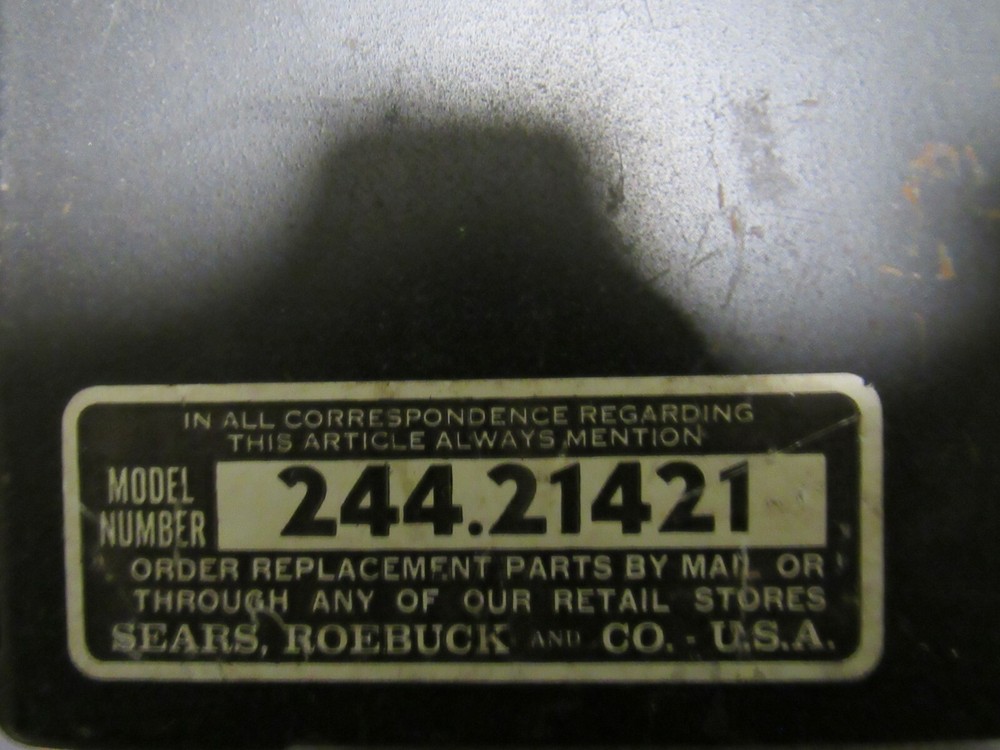 IN ALL CORRESPONDENCE REGARDING
THIS ARTICLE ALWAYS MENTION
MODEL NUMBER 244.21421
ORDER REPLACEMENT PARTS BY MAIL OR
THROUGH ANY OF OUR RETAIL STORES
SEARS, ROEBUCK AND CO. - U.S.A.